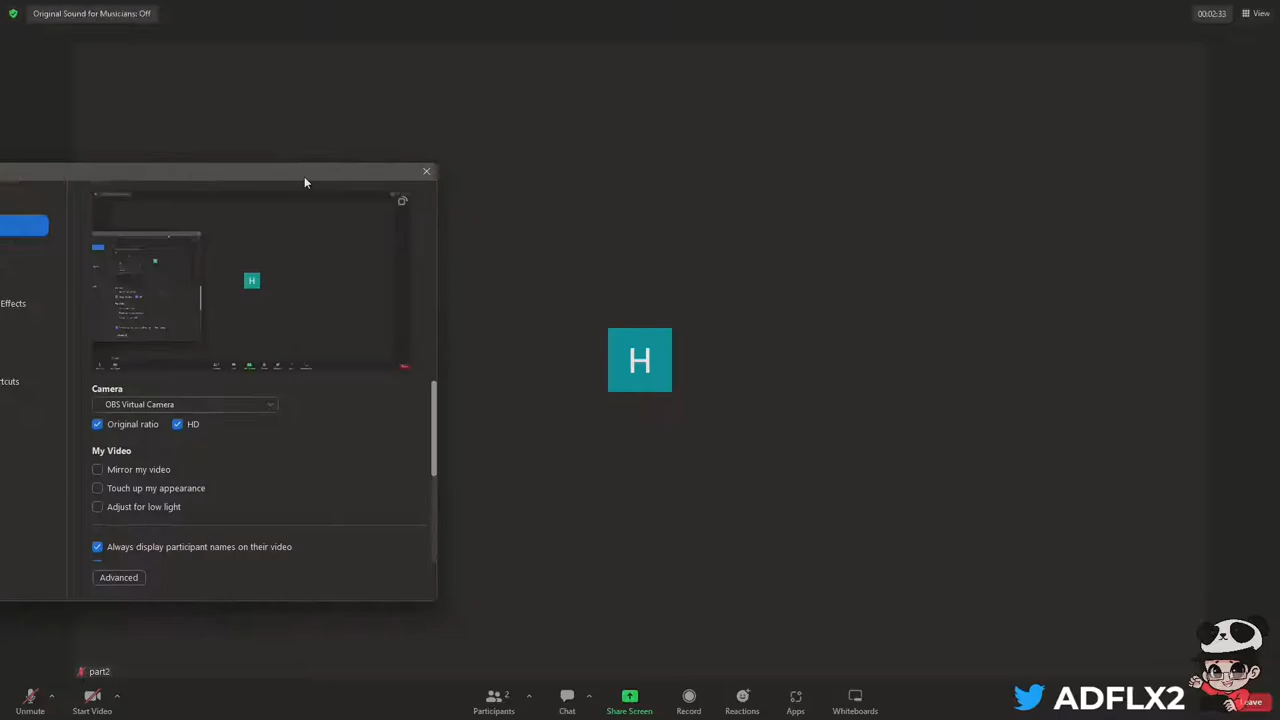 Original Sound for Musicians: Off
00:02:33
View
Effects
rtcuts
H
H
Camera
OBS Virtual Camera
Original ratio
HD
My Video
Mirror my video
Touch up my appearance
Adjust for low light
Always display participant names on their video
Advanced
part2
Unmute
Start Video
2
Participants
Chat
Share Screen
Record
Reactions
Apps
Whiteboards
ADFLX2